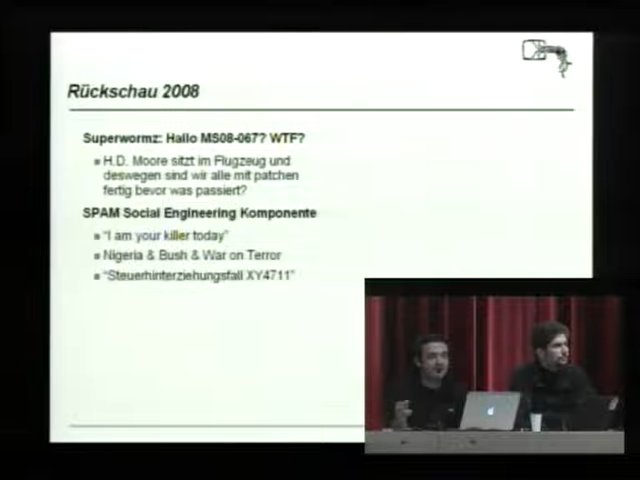 Rückschau 2008
Superwormz: Hallo MS08-067? WTF?
H.D. Moore sitzt im Flugzeug und
deswegen sind wir alle mit patchen
fertig bevor was passiert?
SPAM Social Engineering Komponente
"I am your killer today"
Nigeria & Bush & War on Terror
"Steuerhinterziehungsfall XY4711"